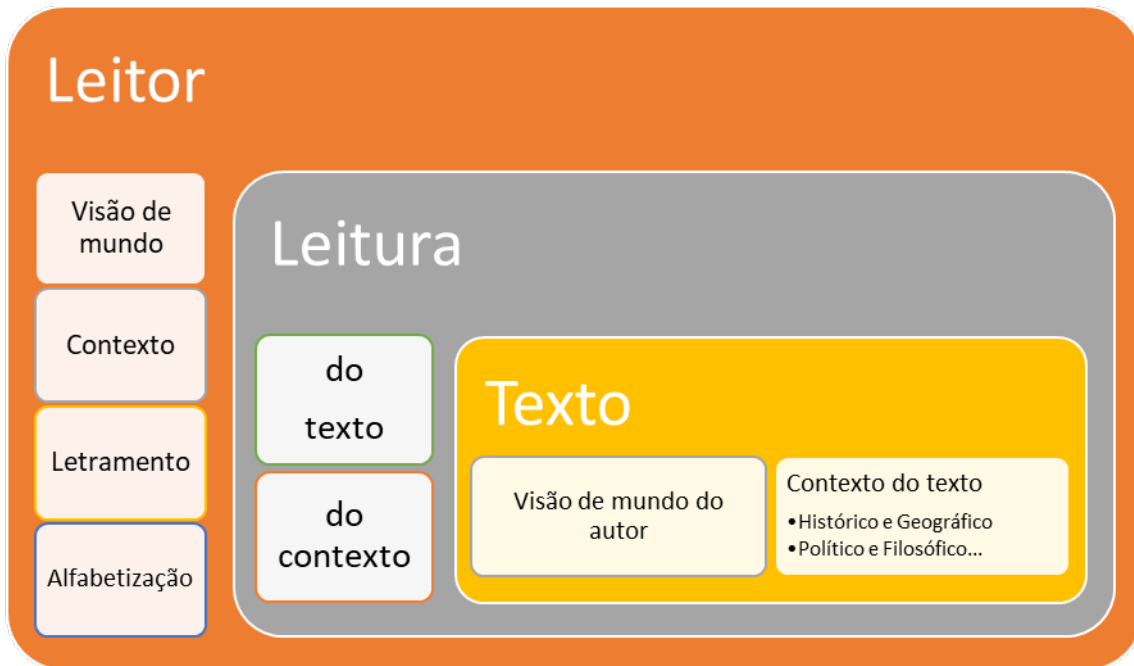 Leitor
Visão de
mundo
Contexto
Letramento
Alfabetização
Leitura
do
texto
do
contexto
Texto
Visão de mundo do
autor
Contexto do texto
•Histórico e Geográfico
•Político e Filosófico...